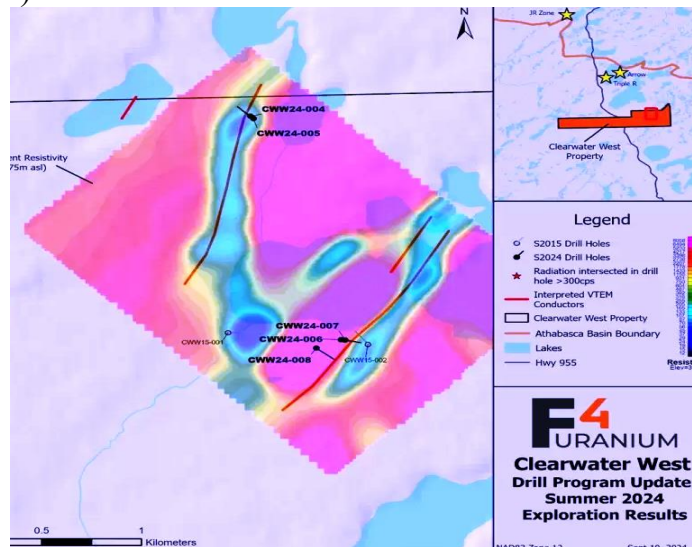 N
CWW24-004
CWW24-005
ent Resistivity
75m asl)
CWW24-007
CWW24-006
CWW24-008
CWW15-001
CWW15-002
0.5
1
Kilometers
JR Zone
Arrow
Triple R
Clearwater West
Property
Legend
S2015 Drill Holes
S2024 Drill Holes
Radiation intersected in drill
hole >300cps
Interpreted VTEM
Conductors
Clearwater West Property
Athabasca Basin Boundary
Lakes
Hwy 955
Resist
F4
URANIUM
Clearwater West
Drill Program Update
Summer 2024
Exploration Results